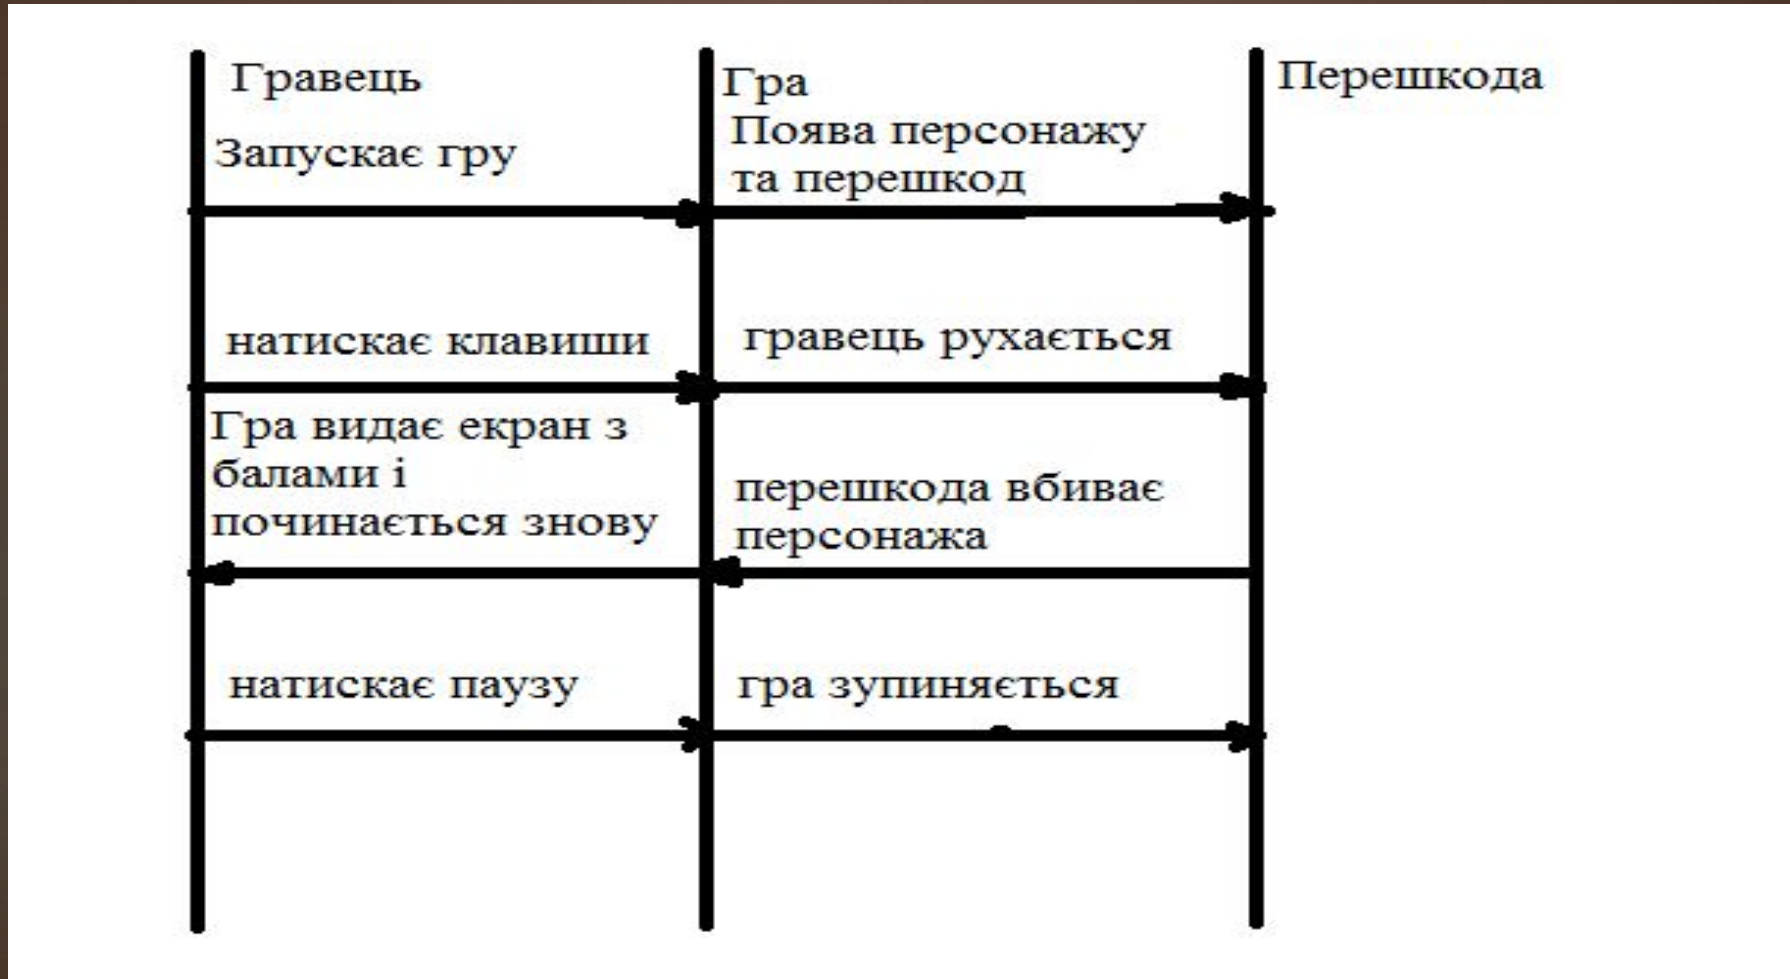 Гравець
Гра
Перешкода
Запускає гру
Поява персонажу
та перешкод
натискає клавиши
гравець рухається
Гра видає екран з
балами і
починається знову
перешкода вбиває
персонажа
натискає паузу
гра зупиняється